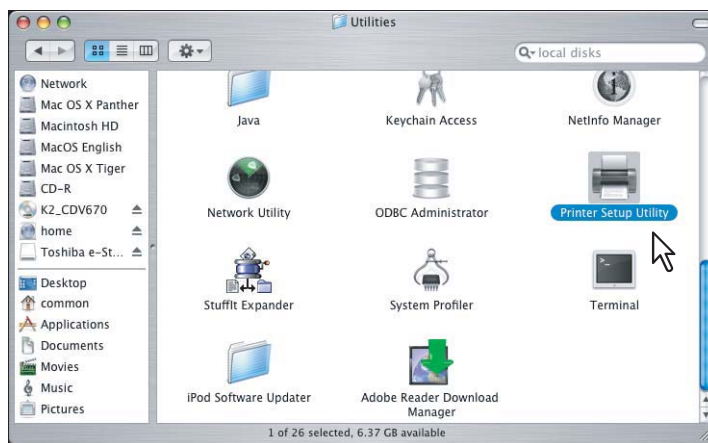 Utilities
local disks
Network
Mac OS X Panther
Macintosh HD
MacOS English
Mac OS X Tiger
CD-R
K2_CDV670
home
Toshiba e-St...
Desktop
common
Applications
Documents
Movies
Music
Pictures
Java
Keychain Access
NetInfo Manager
Network Utility
ODBC Administrator
Printer Setup Utility
StuffIt Expander
System Profiler
Terminal
iPod Software Updater
Adobe Reader Download
Manager
1 of 26 selected, 6.37 GB available